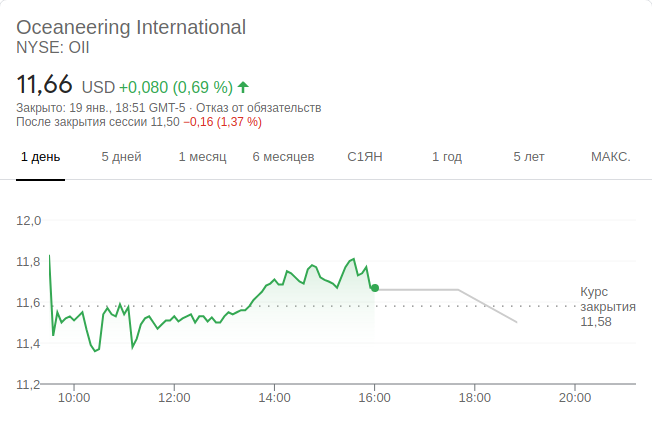 Oceaneering International
NYSE: OII
11,66 USD +0,080 (0,69 %)
Закрыто: 19 янв., 18:51 GMT-5 · Отказ от обязательств
После закрытия сессии 11,50 −0,16 (1,37 %)
1 день 5 дней 1 месяц 6 месяцев С1ЯН 1 год 5 лет МАКС.
12,0
11,8
11,6
11,4
11,2
Курс
закрытия
11,58
10:00 12:00 14:00 16:00 18:00 20:00